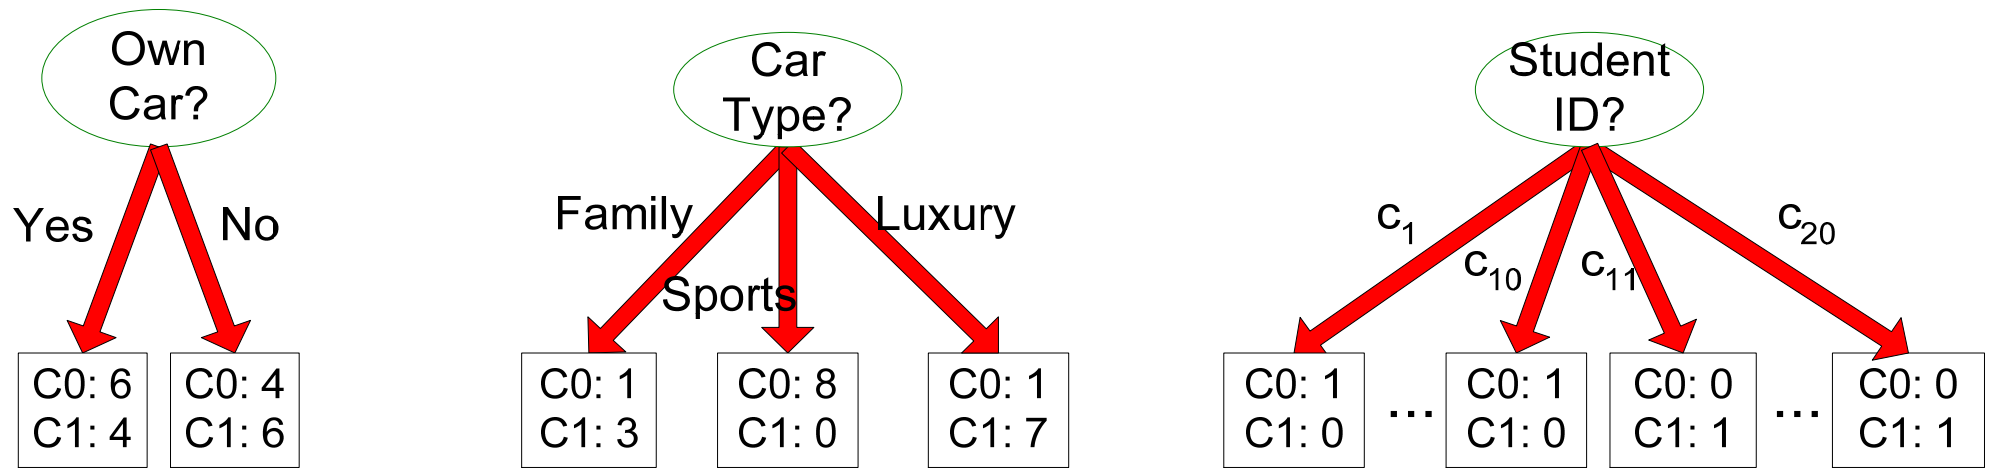 Own
Car?
Yes
No
C0: 6
C1: 4
C0: 4
C1: 6
Car
Type?
Family
Sports
Luxury
C0: 1
C1: 3
C0: 8
C1: 0
C0: 1
C1: 7
Student
ID?
c1
c10
c11
c20
C0: 1
C1: 0
...
C0: 1
C1: 0
C0: 0
C1: 1
...
C0: 0
C1: 1